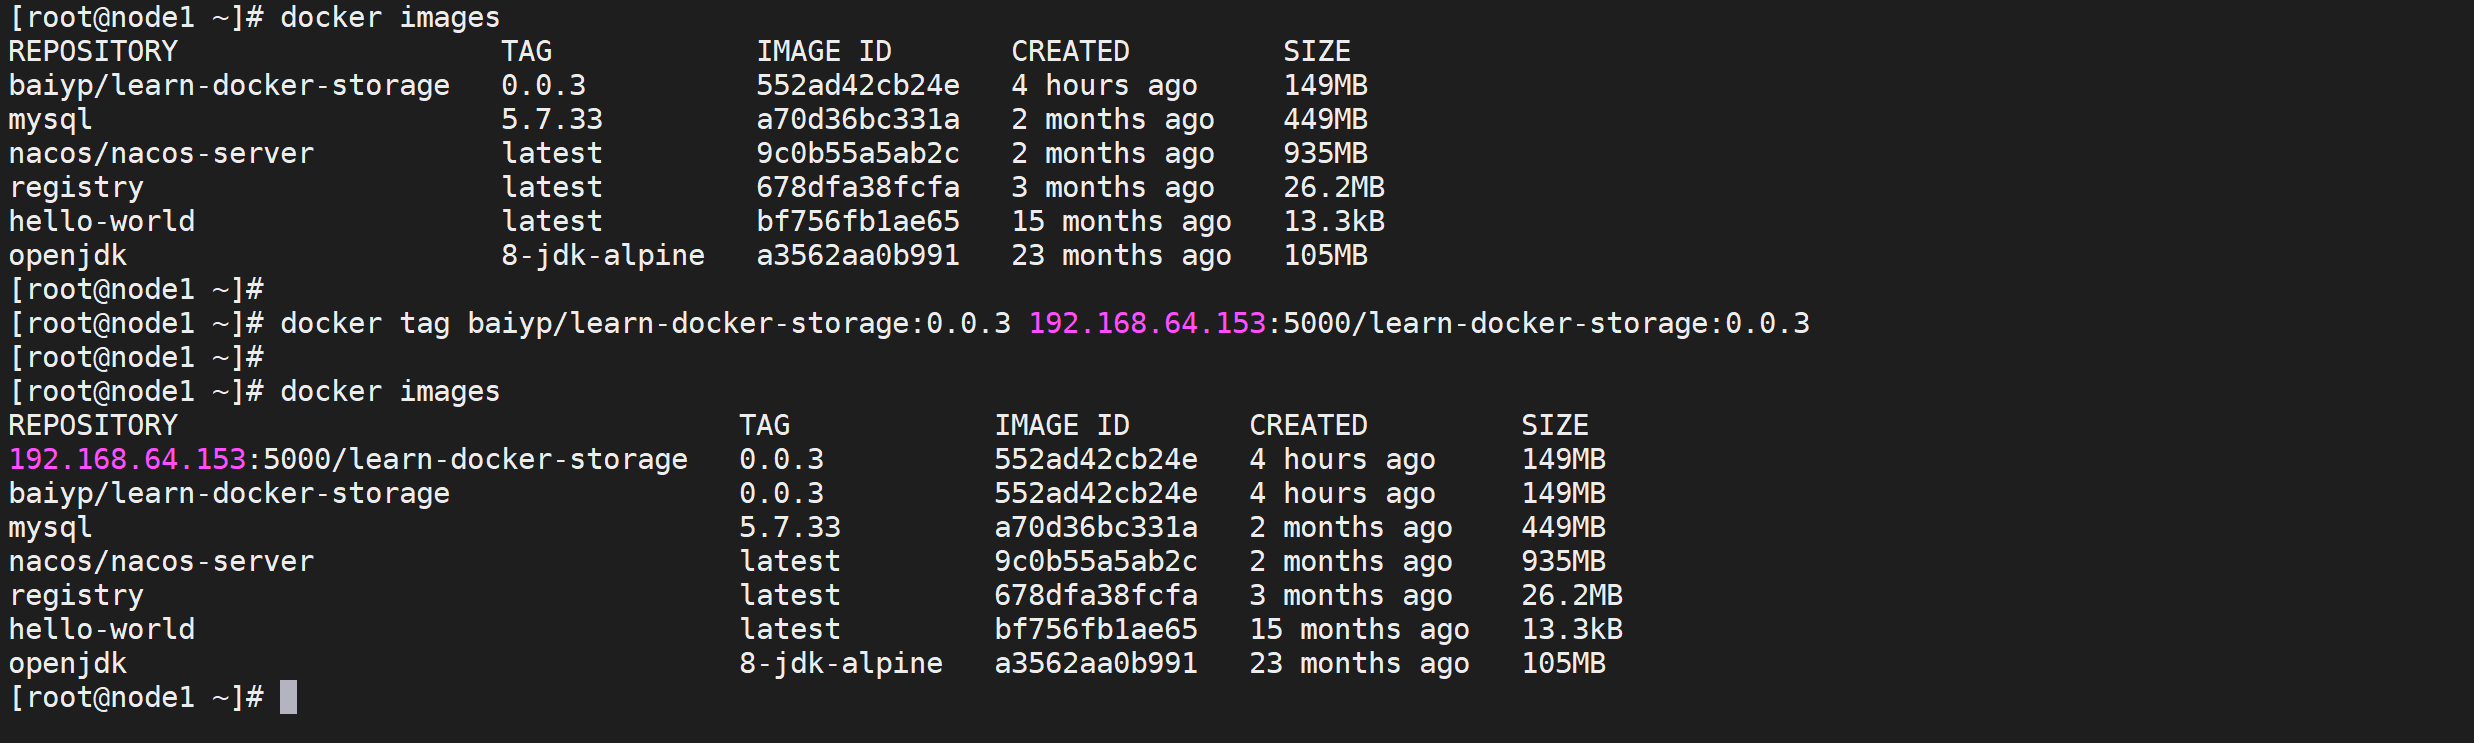 [root@node1 ~]# docker images
REPOSITORY                   TAG            IMAGE ID       CREATED         SIZE
baiyp/learn-docker-storage   0.0.3          552ad42cb24e   4 hours ago     149MB
mysql                        5.7.33         a70d36bc331a   2 months ago    449MB
nacos/nacos-server           latest         9c0b55a5ab2c   2 months ago    935MB
registry                     latest         678dfa38fcfa   3 months ago    26.2MB
hello-world                  latest         bf756fb1ae65   15 months ago   13.3kB
openjdk                      8-jdk-alpine   a3562aa0b991   23 months ago   105MB
[root@node1 ~]#
[root@node1 ~]# docker tag baiyp/learn-docker-storage:0.0.3 192.168.64.153:5000/learn-docker-storage:0.0.3
[root@node1 ~]#
[root@node1 ~]# docker images
REPOSITORY                                 TAG            IMAGE ID       CREATED         SIZE
192.168.64.153:5000/learn-docker-storage   0.0.3          552ad42cb24e   4 hours ago     149MB
baiyp/learn-docker-storage                 0.0.3          552ad42cb24e   4 hours ago     149MB
mysql                                      5.7.33         a70d36bc331a   2 months ago    449MB
nacos/nacos-server                         latest         9c0b55a5ab2c   2 months ago    935MB
registry                                   latest         678dfa38fcfa   3 months ago    26.2MB
hello-world                                latest         bf756fb1ae65   15 months ago   13.3kB
openjdk                                    8-jdk-alpine   a3562aa0b991   23 months ago   105MB
[root@node1 ~]#